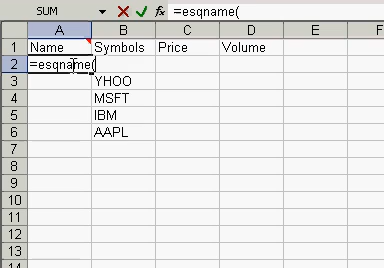 SUM fx =esqname(
A B C D E F
1 Name Symbols Price Volume
2 =esqname(
3 YHOO
4 MSFT
5 IBM
6 AAPL
7
8
9
10
11
12
13
14